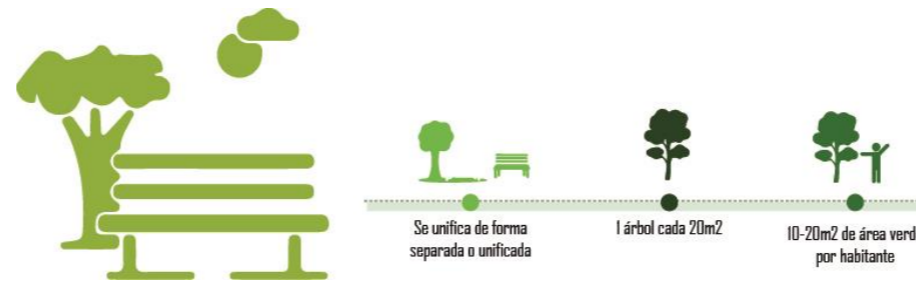 Se unifica de forma
separada o unificada
1 árbol cada 20m2
10-20m2 de área verd
por habitante